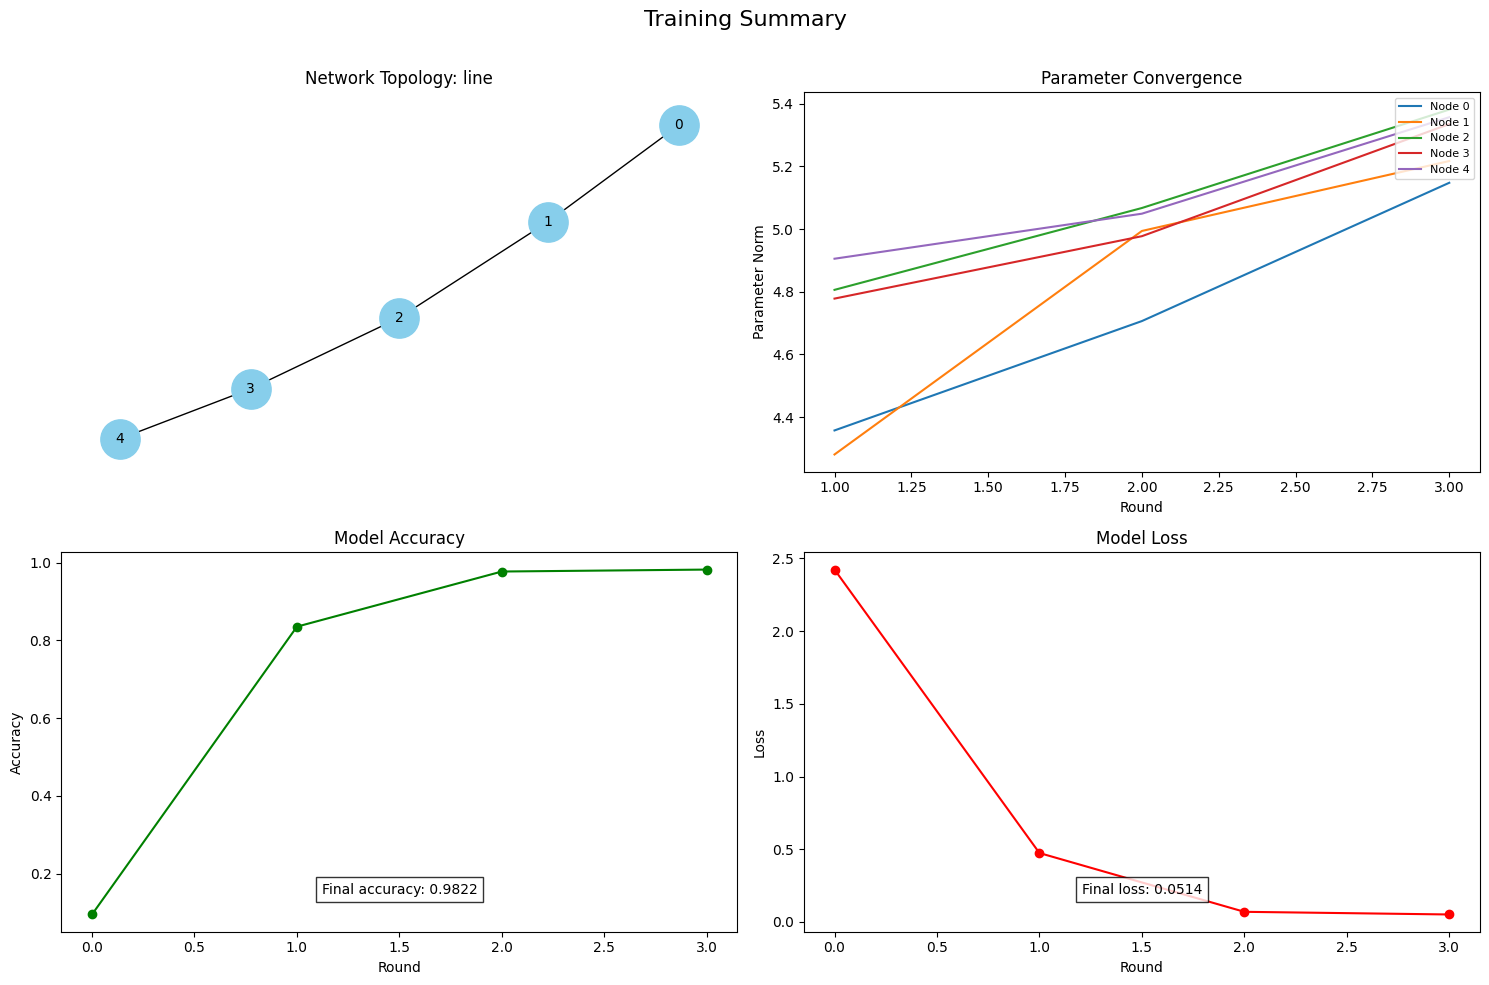 Training Summary
Network Topology: line
0
1
2
3
4
Parameter Convergence
Parameter Norm
5.4
5.2
5.0
4.8
4.6
4.4
Node 0
Node 1
Node 2
Node 3
Node 4
1.00 1.25 1.50 1.75 2.00 2.25 2.50 2.75 3.00
Round
Model Accuracy
Accuracy
1.0
0.8
0.6
0.4
0.2
Final accuracy: 0.9822
0.0 0.5 1.0 1.5 2.0 2.5 3.0
Round
Model Loss
Loss
2.5
2.0
1.5
1.0
0.5
0.0
Final loss: 0.0514
0.0 0.5 1.0 1.5 2.0 2.5 3.0
Round